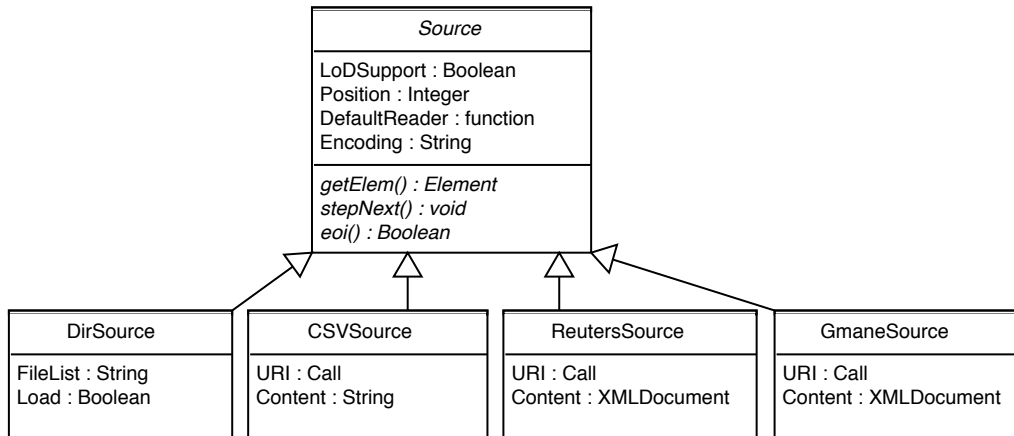 Source
LoDSupport : Boolean
Position : Integer
DefaultReader : function
Encoding : String
getElem() : Element
stepNext() : void
eoi() : Boolean
DirSource
FileList : String
Load : Boolean
CSVSource
URI : Call
Content : String
ReutersSource
URI : Call
Content : XMLDocument
GmaneSource
URI : Call
Content : XMLDocument